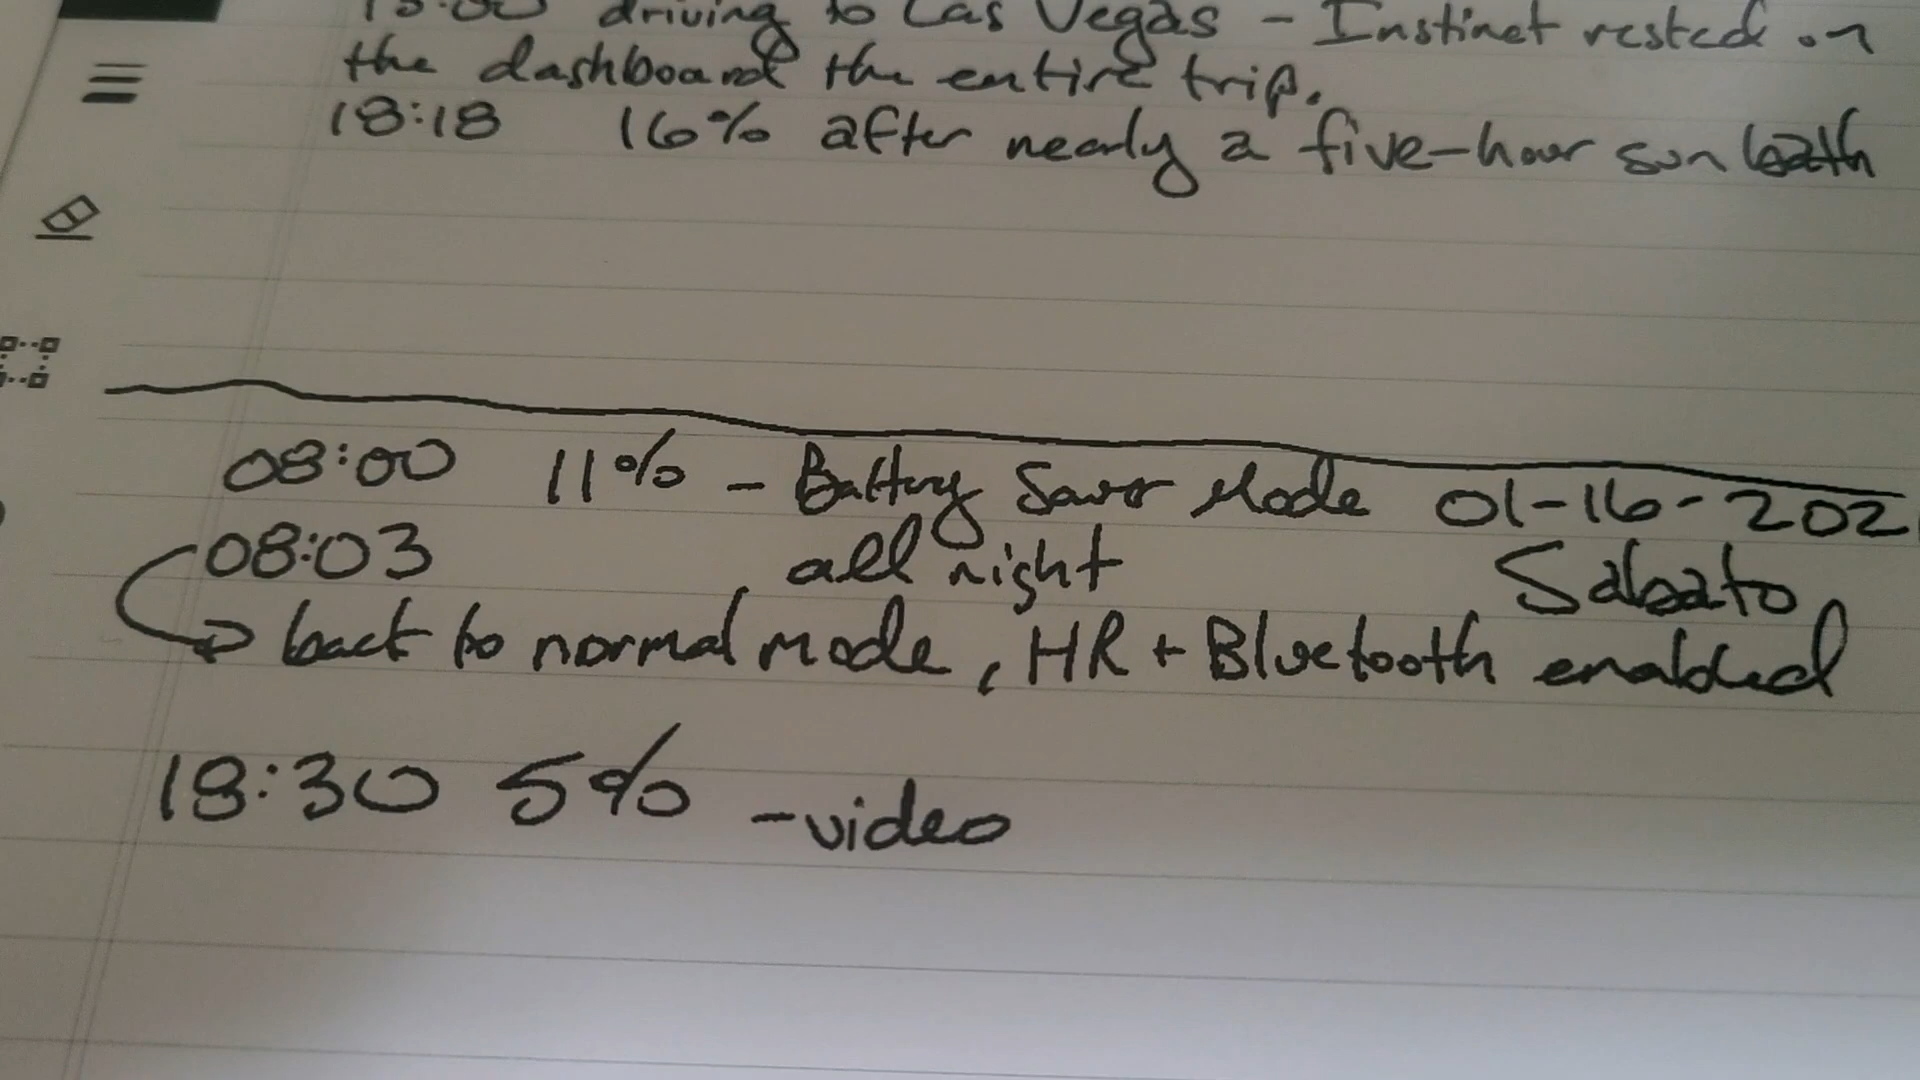 driving to Las Vegas - Instinct rested on
the dashboard the entire trip.
18:18 16% after nearly a five-hour sun bath
08:00 11% - Battery Saver Mode 01-16-202
08:03 all night Sabato
back to normal mode, HR + Bluetooth enabled
18:30 5% - video